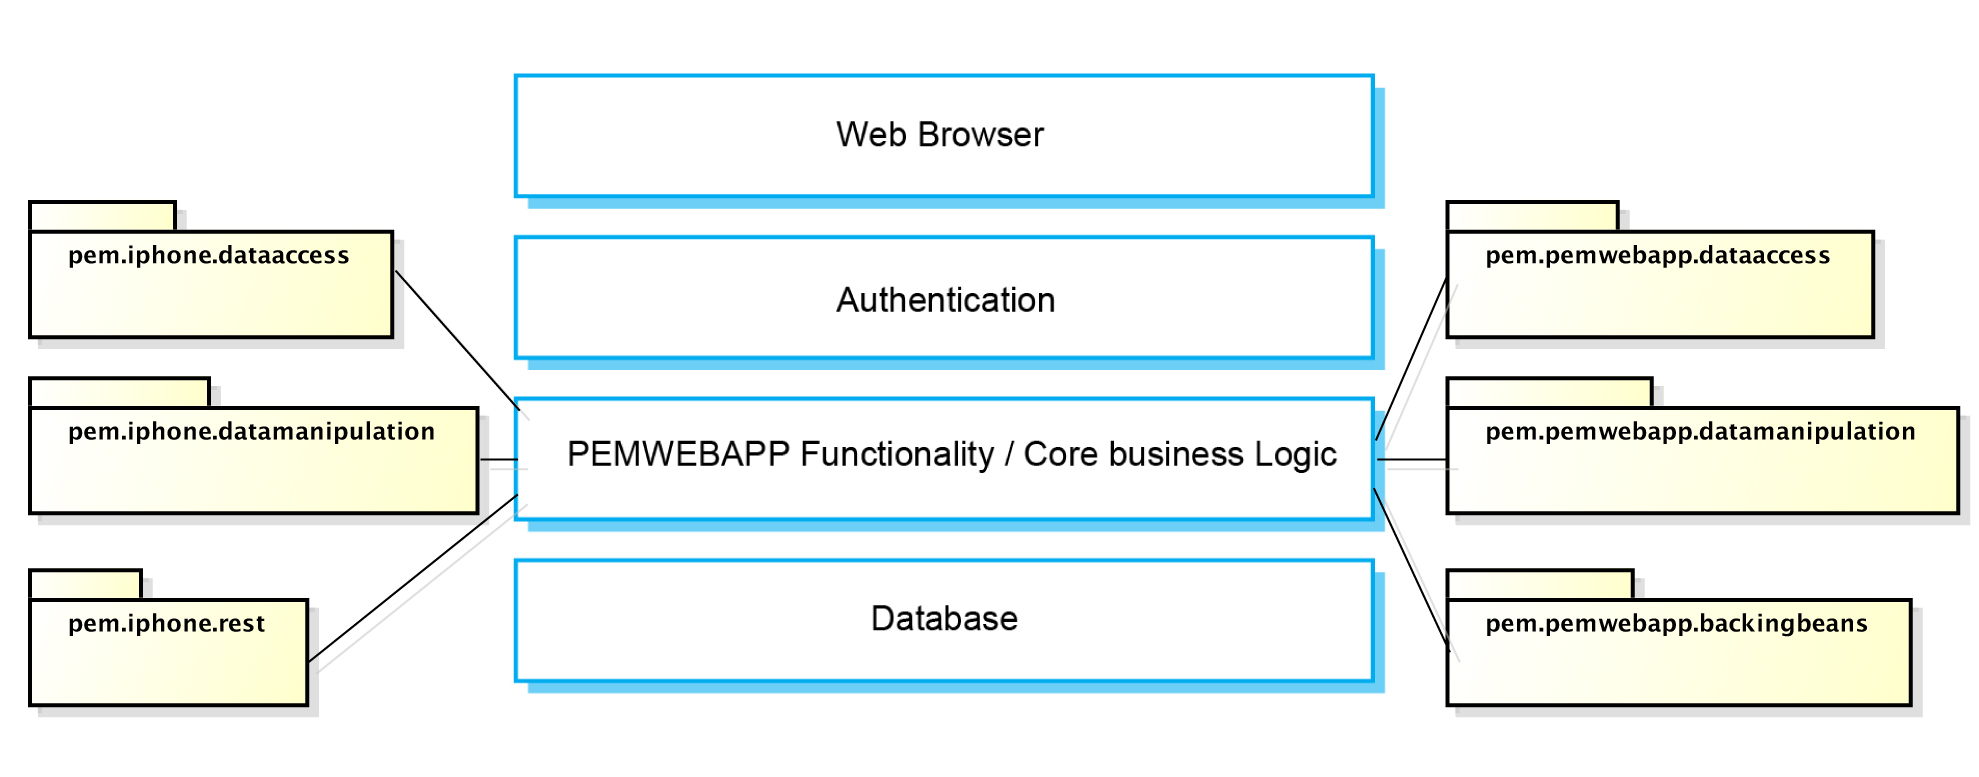 Web Browser
pem.iphone.dataaccess
pem.pemwebapp.dataaccess
Authentication
pem.iphone.datamanipulation
PEMWEBAPP Functionality / Core business Logic
pem.pemwebapp.datamanipulation
pem.iphone.rest
Database
pem.pemwebapp.backingbeans